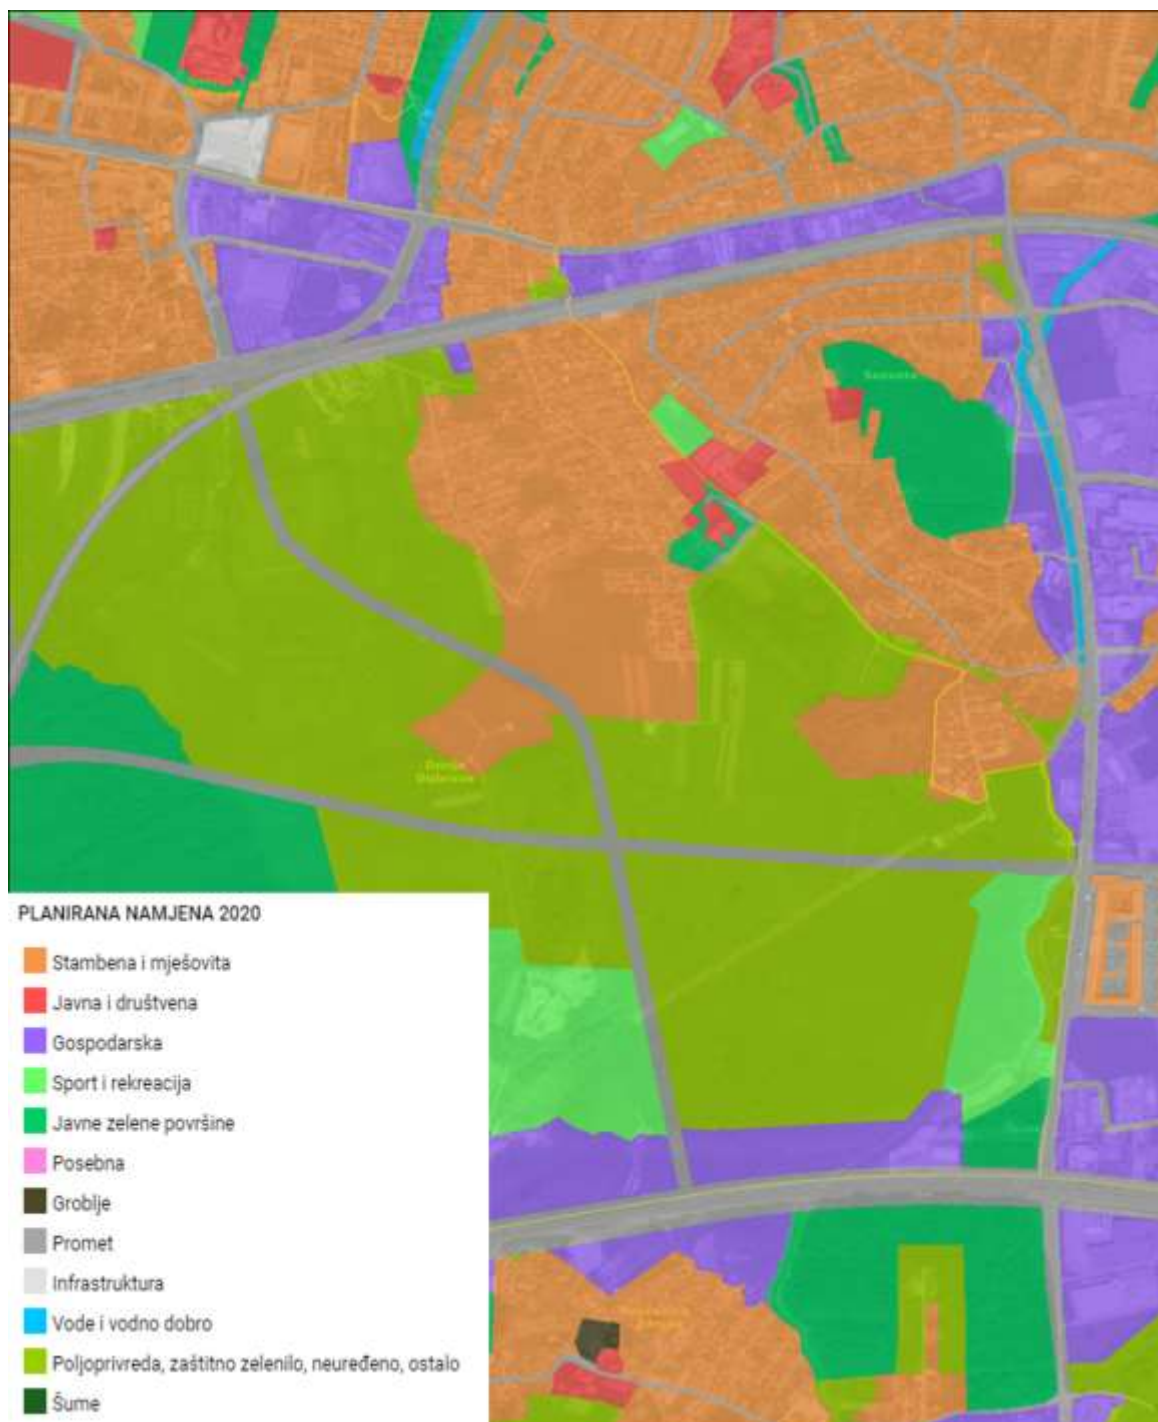 PLANIRANA NAMJENA 2020
Stambena i mješovita
Javna i društvena
Gospodarska
Sport i rekreacija
Javne zelene površine
Posebna
Groblje
Promet
Infrastruktura
Vode i vodno dobro
Poljoprivreda, zaštitno zelenilo, neuređeno, ostalo
Šume